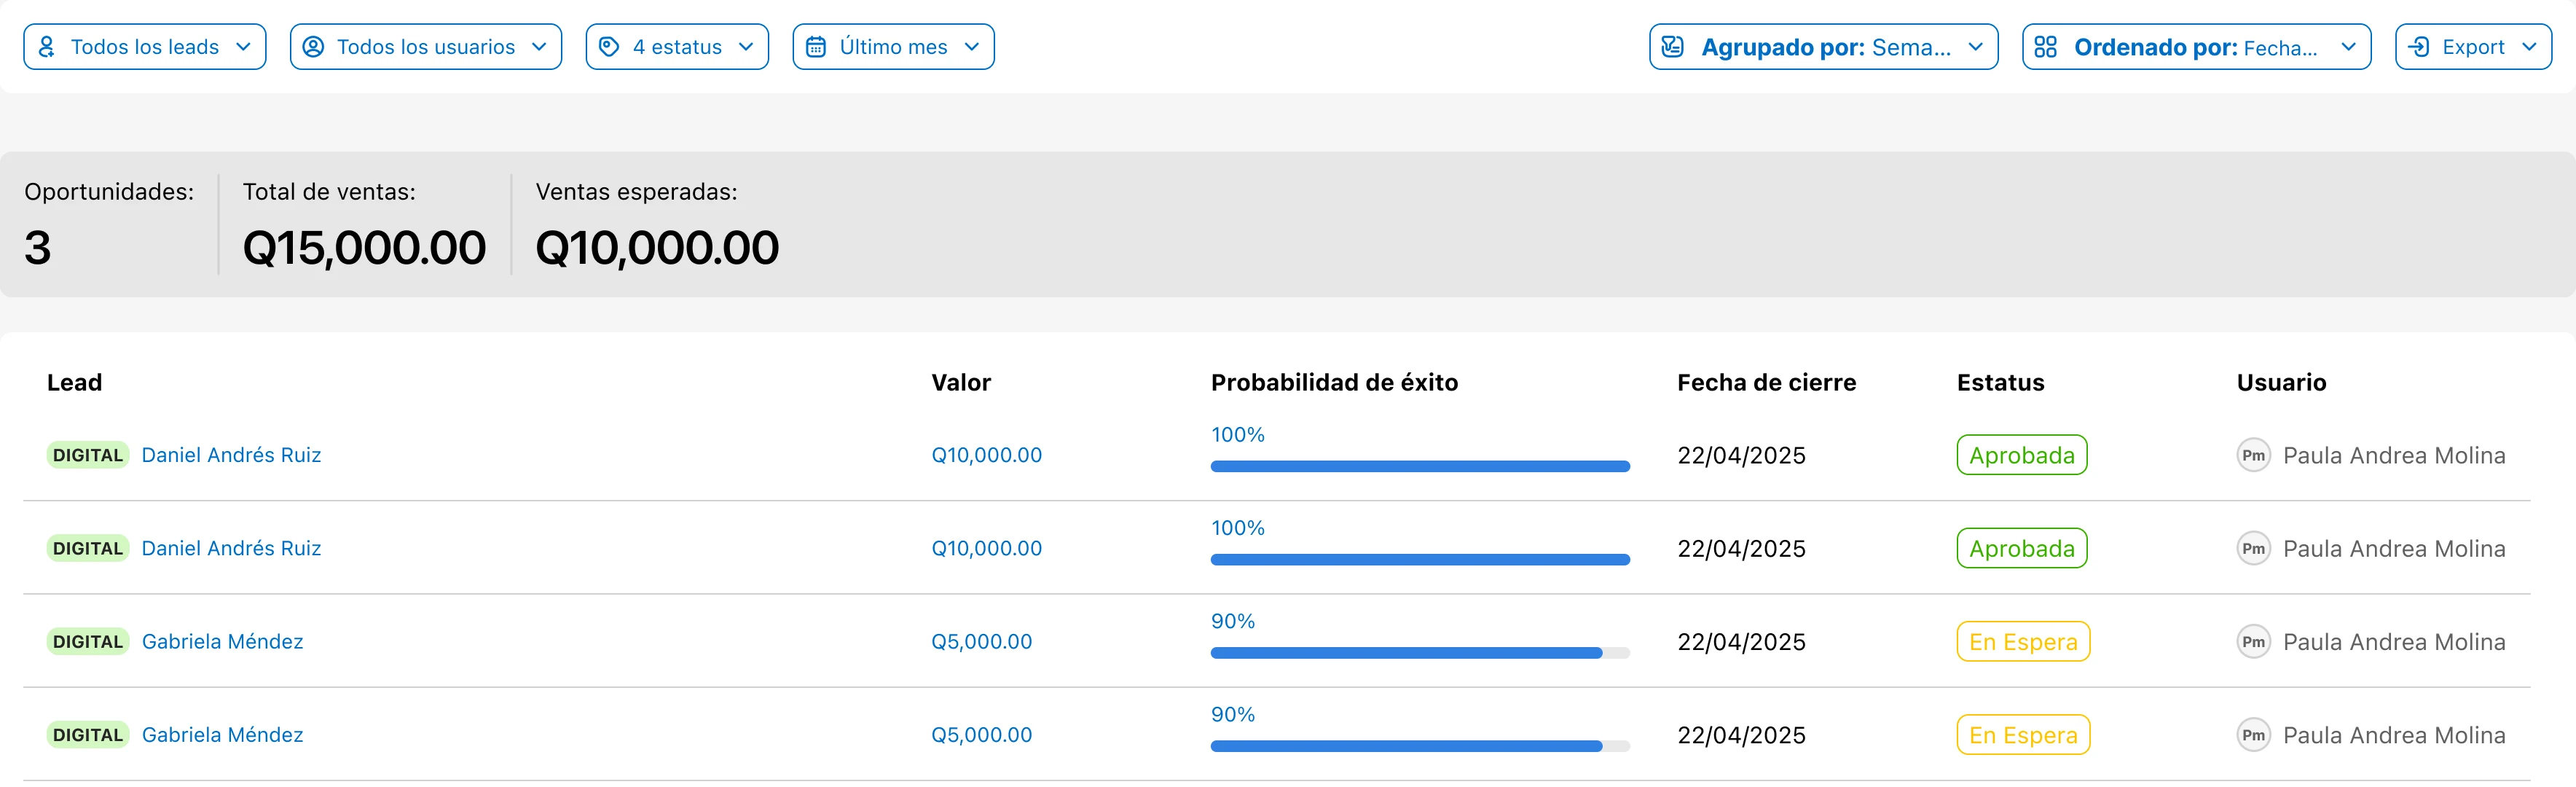 Todos los leads
Todos los usuarios
4 estatus
Último mes
Agrupado por: Sema...
Ordenado por: Fecha...
Export
Oportunidades:
3
Total de ventas:
Q15,000.00
Ventas esperadas:
Q10,000.00
Lead Valor Probabilidad de éxito Fecha de cierre Estatus Usuario
100%
DIGITAL Daniel Andrés Ruiz Q10,000.00 22/04/2025 Aprobada Pm Paula Andrea Molina
100%
DIGITAL Daniel Andrés Ruiz Q10,000.00 22/04/2025 Aprobada Pm Paula Andrea Molina
90%
DIGITAL Gabriela Méndez Q5,000.00 22/04/2025 En Espera Pm Paula Andrea Molina
90%
DIGITAL Gabriela Méndez Q5,000.00 22/04/2025 En Espera Pm Paula Andrea Molina